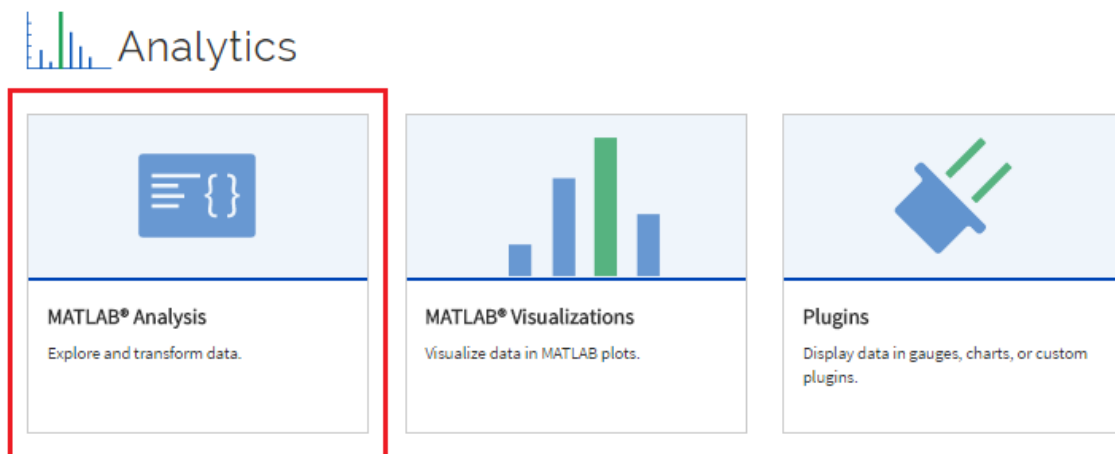 Analytics
MATLAB® Analysis
Explore and transform data.
MATLAB® Visualizations
Visualize data in MATLAB plots.
Plugins
Display data in gauges, charts, or custom
plugins.